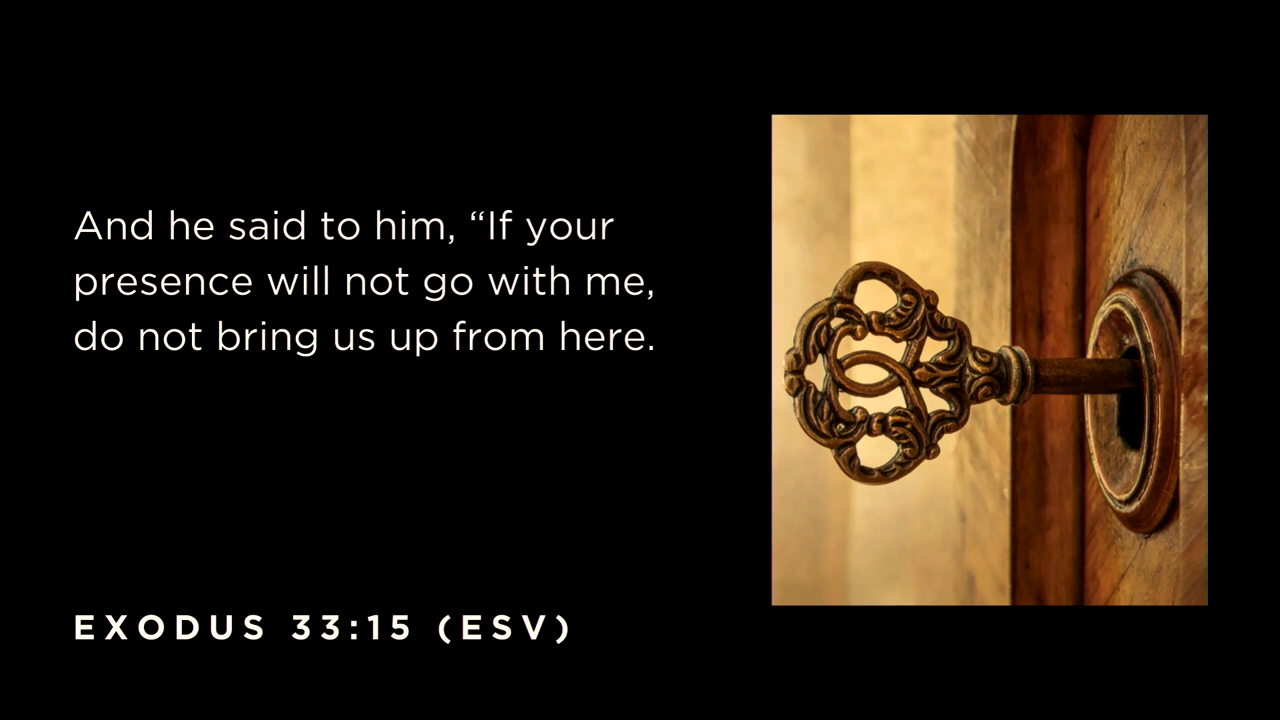 And he said to him, “If your
presence will not go with me,
do not bring us up from here.
EXODUS 33:15 (ESV)